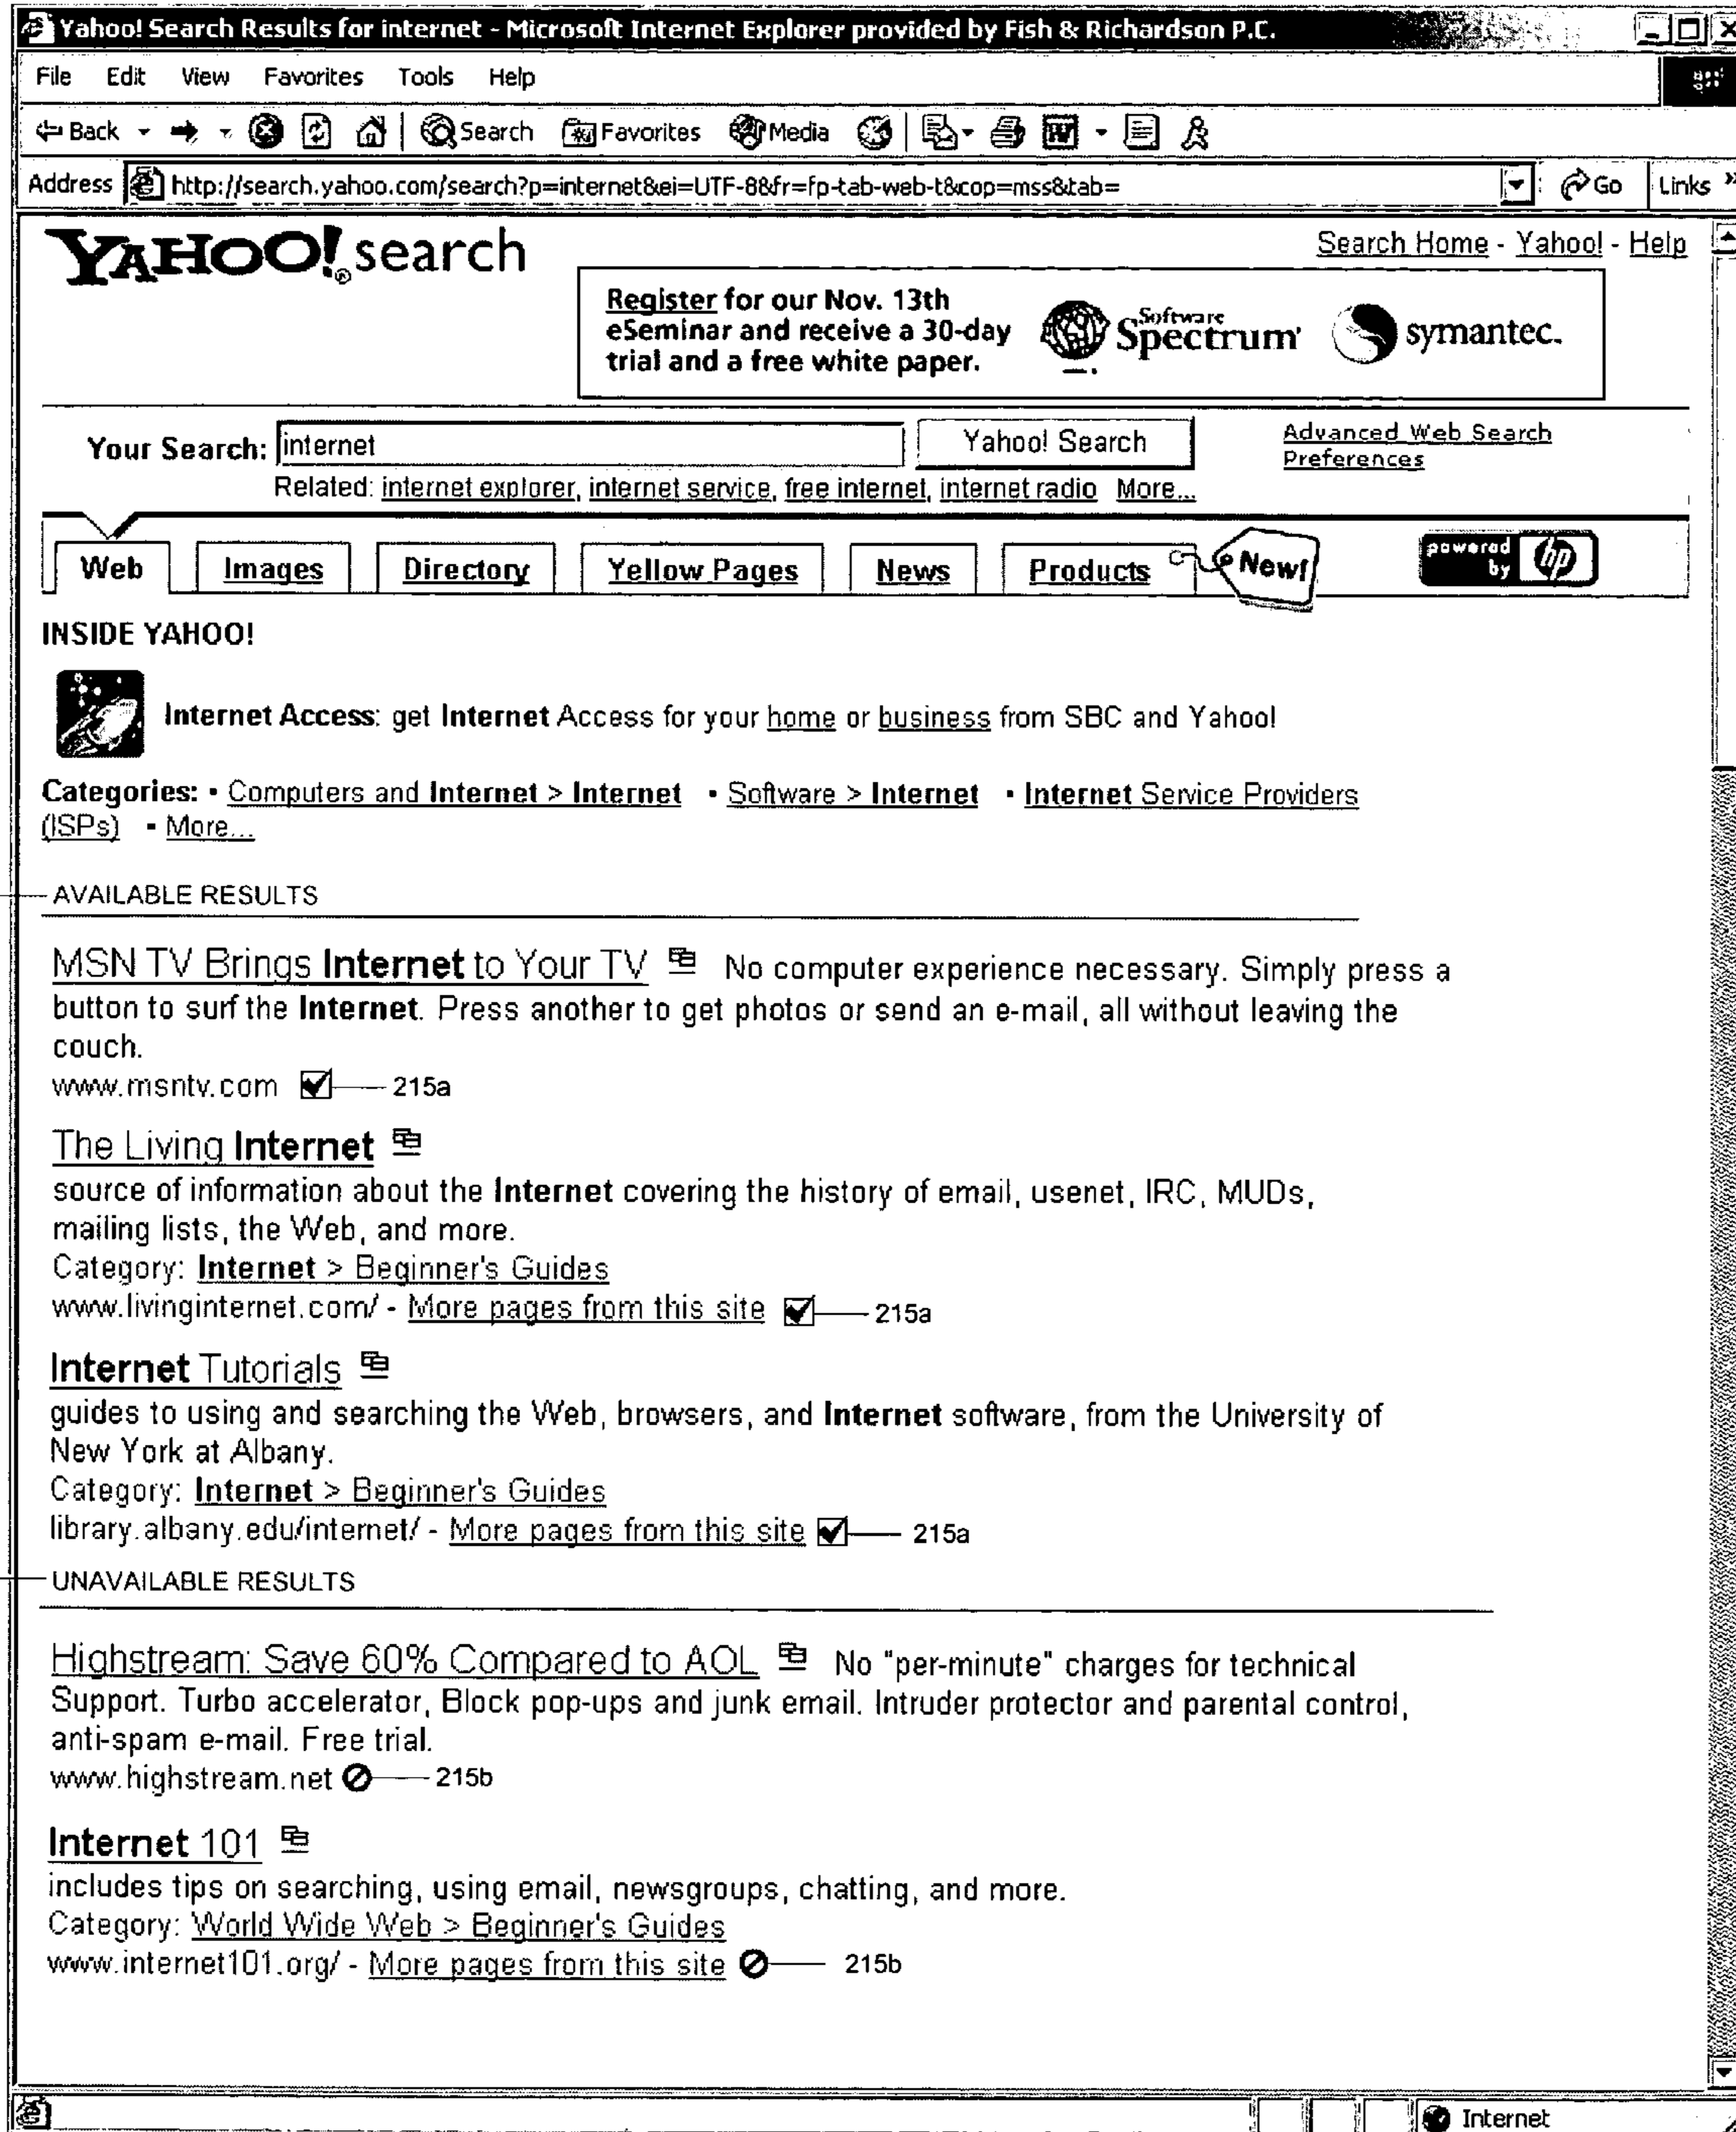 Yahoo! Search Results for internet - Microsoft Internet Explorer provided by Fish & Richardson P.C.
File Edit View Favorites Tools Help
Back Search Favorites Media
Address http://search.yahoo.com/search?p=internet&ei=UTF-8&fr=fp-tab-web-t&cop=mss&tab= Go Links »
YAHOO!® search
Search Home - Yahoo! - Help
Register for our Nov. 13th
eSeminar and receive a 30-day
trial and a free white paper.
Software
Spectrum
symantec.
Your Search: internet Yahoo! Search
Advanced Web Search
Preferences
Related: internet explorer, internet service, free internet, internet radio More...
Web Images Directory Yellow Pages News Products New!
powered
by hp
INSIDE YAHOO!
Internet Access: get Internet Access for your home or business from SBC and Yahoo!
Categories: ▪ Computers and Internet > Internet ▪ Software > Internet ▪ Internet Service Providers
(ISPs) ▪ More...
AVAILABLE RESULTS
MSN TV Brings Internet to Your TV No computer experience necessary. Simply press a
button to surf the Internet. Press another to get photos or send an e-mail, all without leaving the
couch.
www.msntv.com 215a
The Living Internet
source of information about the Internet covering the history of email, usenet, IRC, MUDs,
mailing lists, the Web, and more.
Category: Internet > Beginner's Guides
www.livinginternet.com/ - More pages from this site 215a
Internet Tutorials
guides to using and searching the Web, browsers, and Internet software, from the University of
New York at Albany.
Category: Internet > Beginner's Guides
library.albany.edu/internet/ - More pages from this site 215a
UNAVAILABLE RESULTS
Highstream: Save 60% Compared to AOL No "per-minute" charges for technical
Support. Turbo accelerator, Block pop-ups and junk email. Intruder protector and parental control,
anti-spam e-mail. Free trial.
www.highstream.net 215b
Internet 101
includes tips on searching, using email, newsgroups, chatting, and more.
Category: World Wide Web > Beginner's Guides
www.internet101.org/ - More pages from this site 215b
Internet